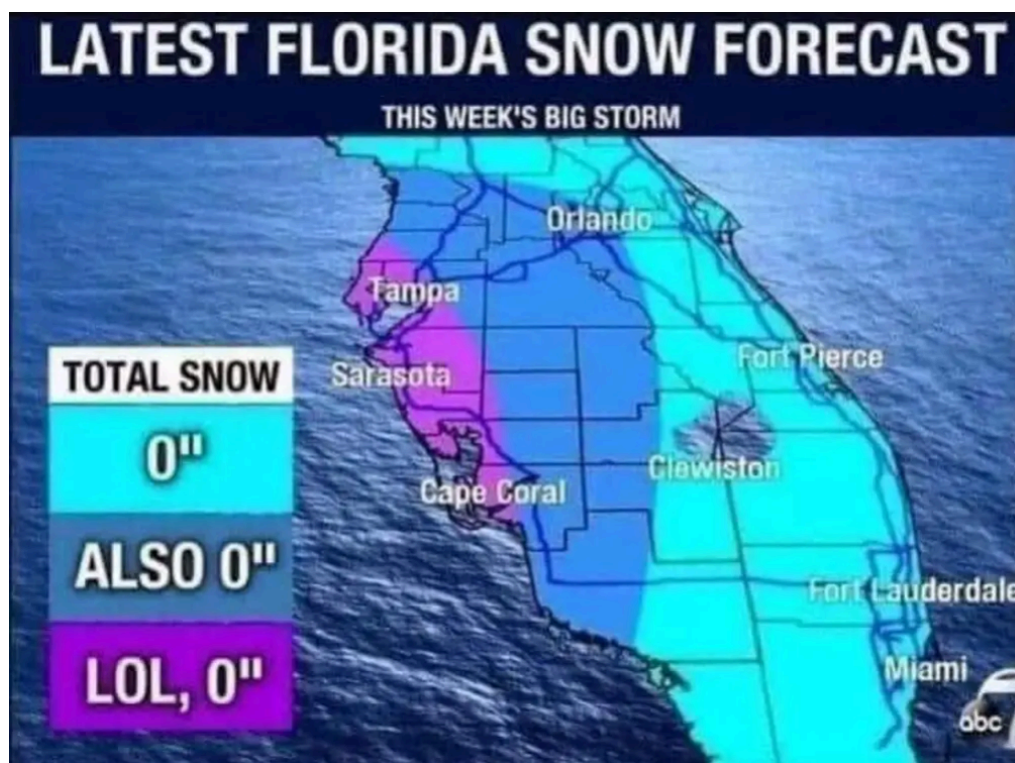 LATEST FLORIDA SNOW FORECAST
THIS WEEK'S BIG STORM
Orlando
Tampa
Fort Pierce
TOTAL SNOW
Sarasota
0"
Clewiston
Cape Coral
ALSO 0"
Fort Lauderdale
LOL, 0"
Miami
abc